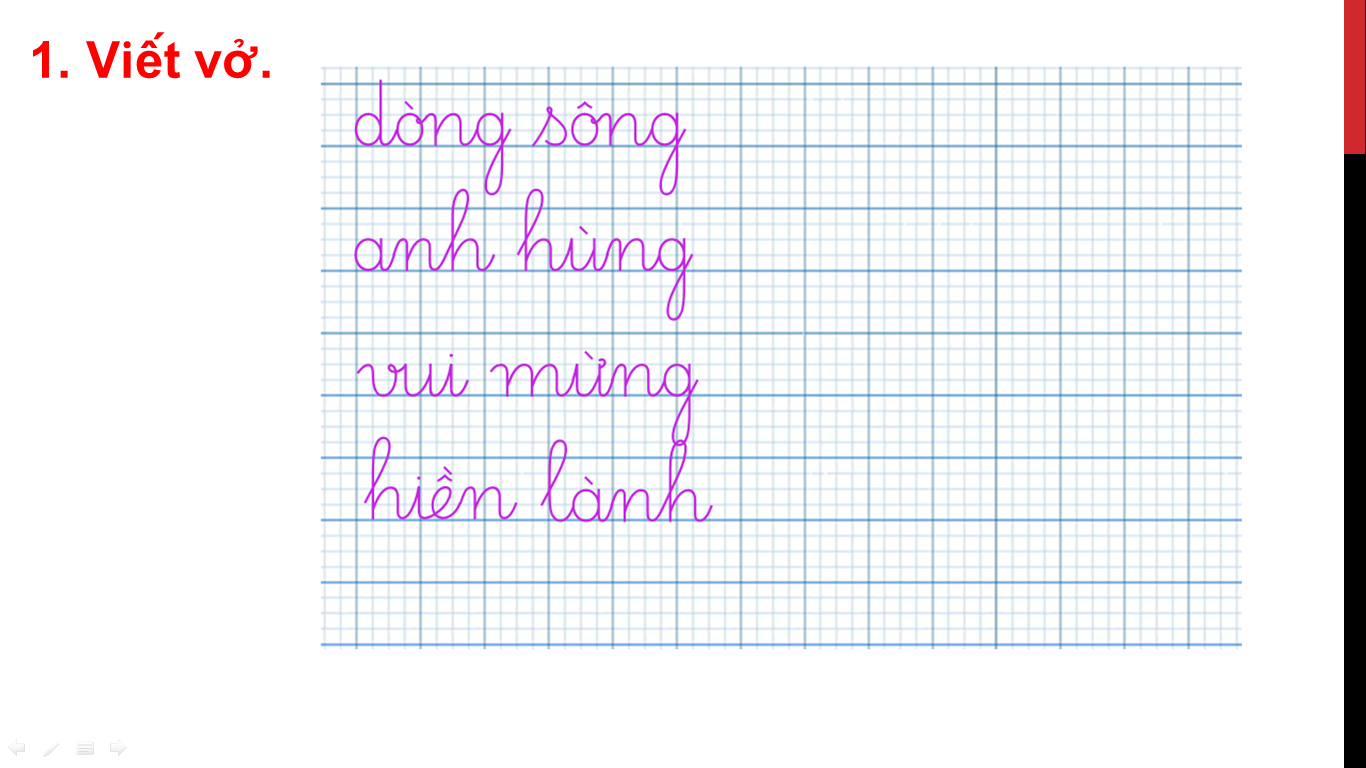 1. Viết vở.
dòng sông
anh hùng
vui mừng
hiền lành